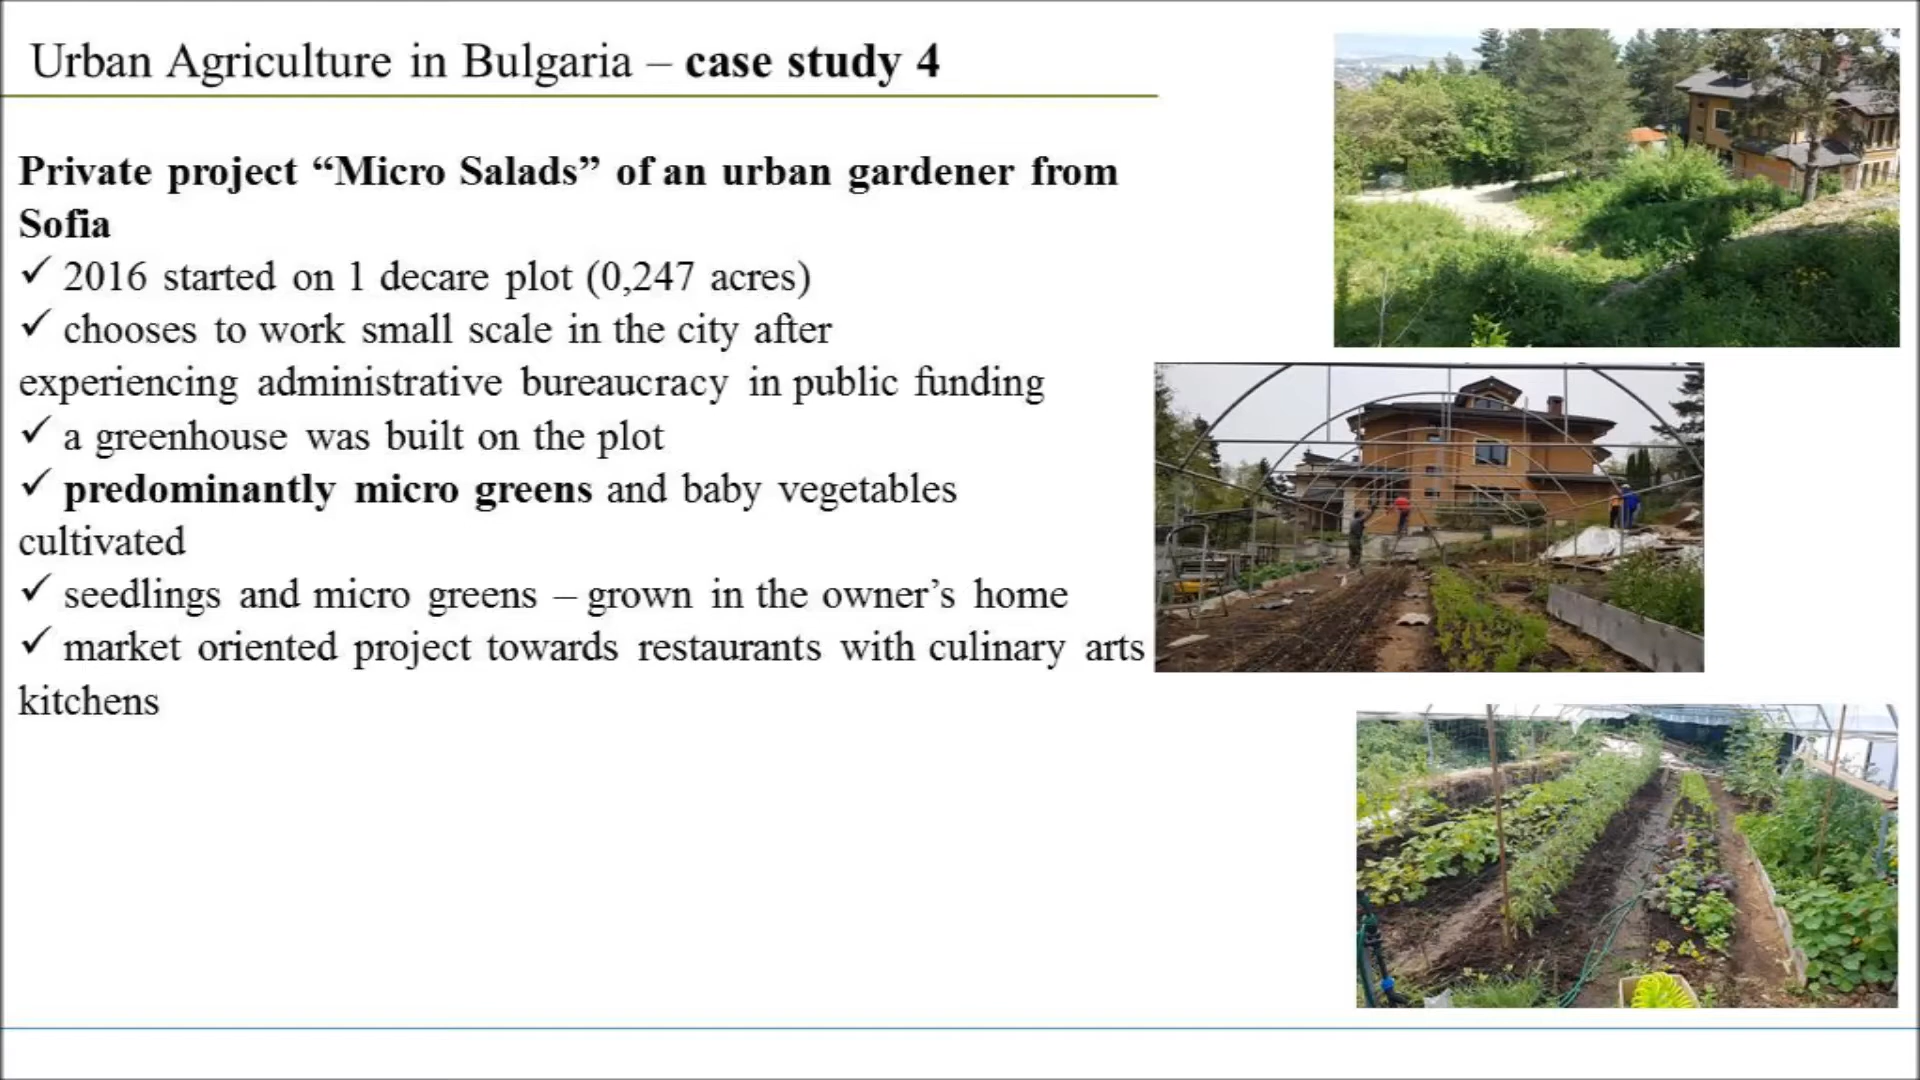 Urban Agriculture in Bulgaria – case study 4
Private project “Micro Salads” of an urban gardener from
Sofia
✓ 2016 started on 1 decare plot (0,247 acres)
✓ chooses to work small scale in the city after
experiencing administrative bureaucracy in public funding
✓ a greenhouse was built on the plot
✓ predominantly micro greens and baby vegetables
cultivated
✓ seedlings and micro greens – grown in the owner’s home
✓ market oriented project towards restaurants with culinary arts
kitchens